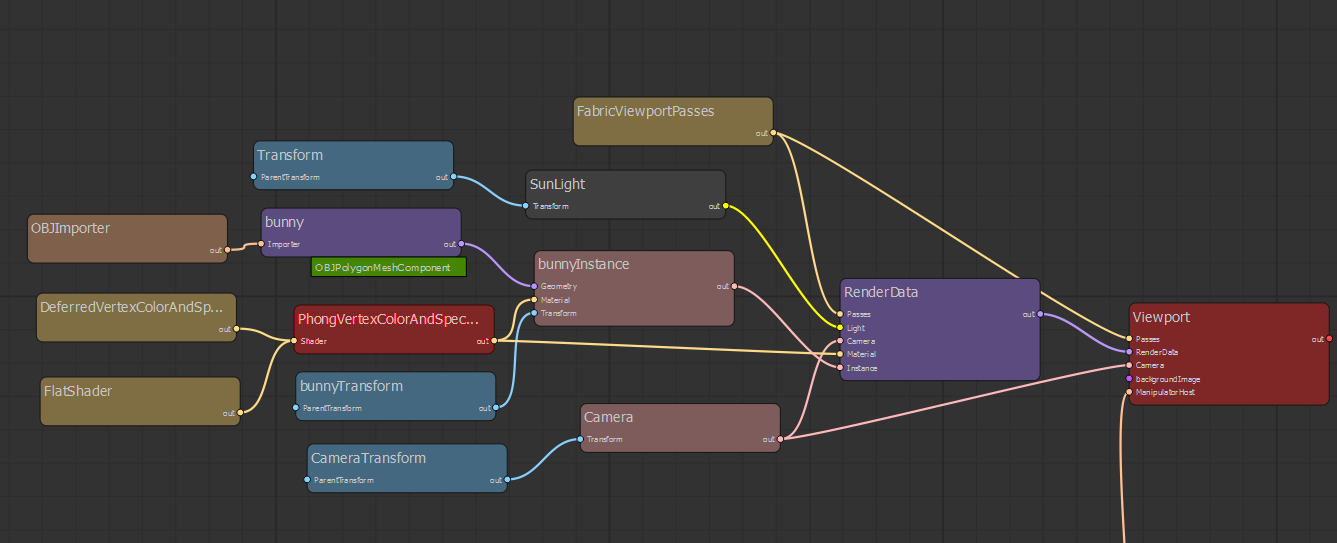 FabricViewportPasses
out
Transform
ParentTransform out
SunLight
Transform out
OBJImporter
out
bunny
Importer out
OBJPolygonMeshComponent
bunnyInstance
Geometry out
Material
Transform
RenderData
Passes out
Light
Camera
Material
Instance
DeferredVertexColorAndSp...
out
PhongVertexColorAndSpec...
Shader out
Viewport
Passes out
RenderData
Camera
backgroundImage
ManipulatorHost
FlatShader
out
bunnyTransform
ParentTransform out
Camera
Transform out
CameraTransform
ParentTransform out